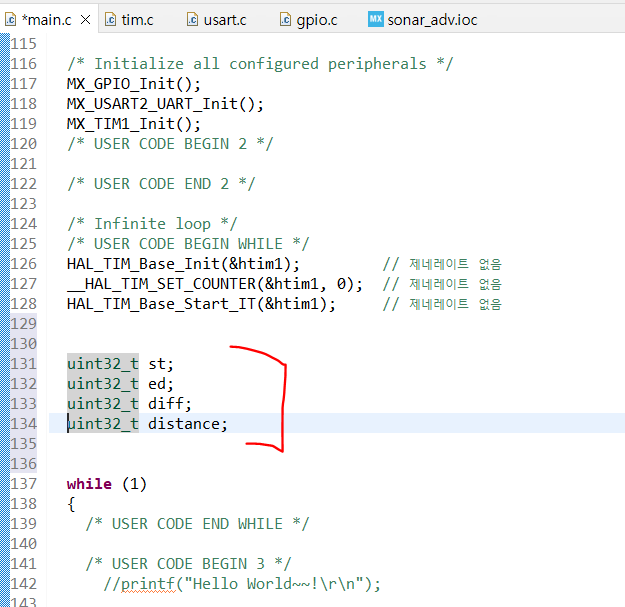 *main.c tim.c usart.c gpio.c MX sonar_adv.ioc
115
116 /* Initialize all configured peripherals */
117 MX_GPIO_Init();
118 MX_USART2_UART_Init();
119 MX_TIM1_Init();
120 /* USER CODE BEGIN 2 */
121
122 /* USER CODE END 2 */
123
124 /* Infinite loop */
125 /* USER CODE BEGIN WHILE */
126 HAL_TIM_Base_Init(&htim1); // 제네레이트 없음
127 __HAL_TIM_SET_COUNTER(&htim1, 0); // 제네레이트 없음
128 HAL_TIM_Base_Start_IT(&htim1); // 제네레이트 없음
129
130
131 uint32_t st;
132 uint32_t ed;
133 uint32_t diff;
134 uint32_t distance;
135
136
137 while (1)
138 {
139 /* USER CODE END WHILE */
140
141 /* USER CODE BEGIN 3 */
142 //printf("Hello World~~!\r\n");
143